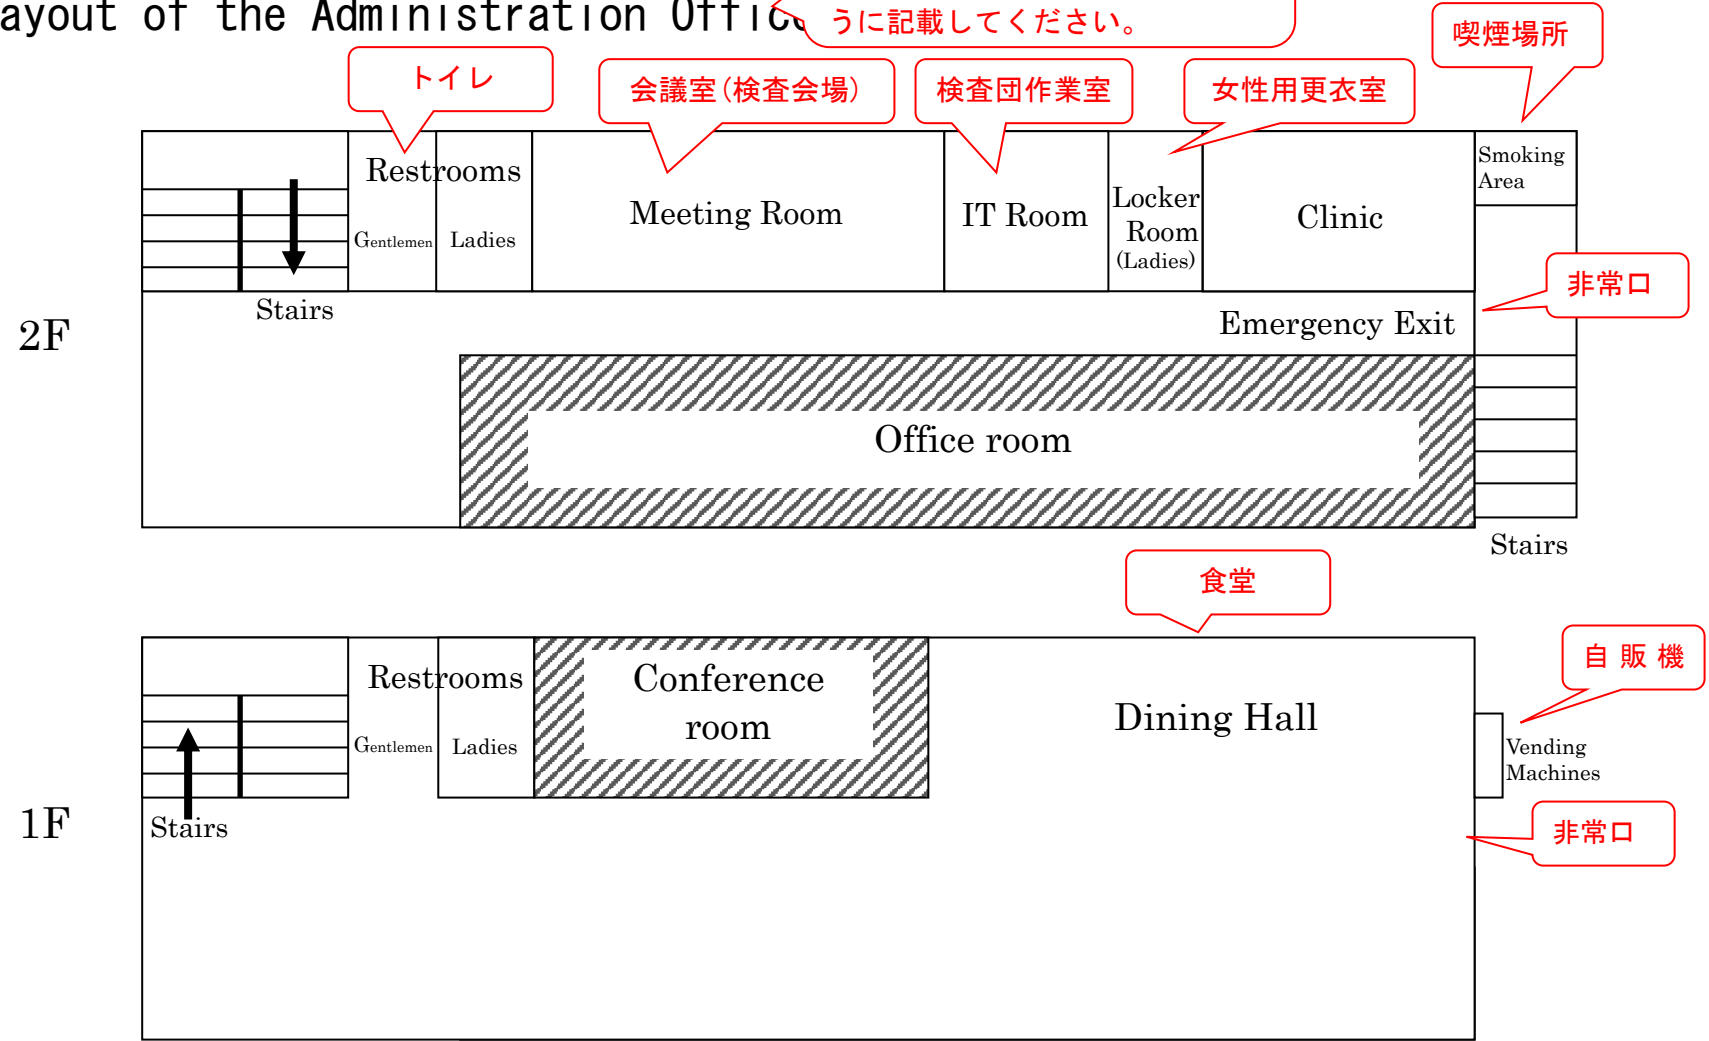 ayout of the Administration Office
うに記載してください。
喫煙場所
トイレ
会議室（検査会場）
検査団作業室
女性用更衣室
Restrooms
Gentlemen
Ladies
Meeting Room
IT Room
Locker
Room
(Ladies)
Clinic
Smoking
Area
非常口
Stairs
2F
Emergency Exit
Office room
Stairs
食堂
自販機
Restrooms
Gentlemen
Ladies
Conference
room
Dining Hall
Vending
Machines
1F
Stairs
非常口